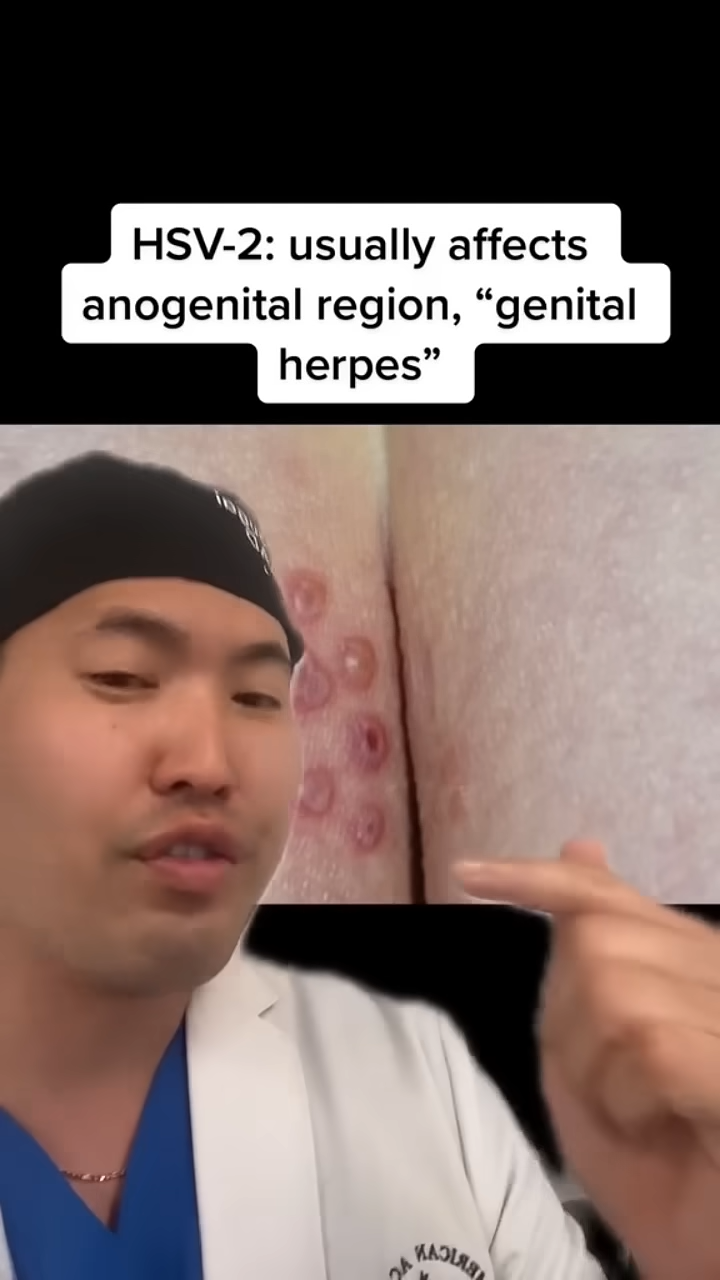 HSV-2: usually affects
anogenital region, “genital
herpes”